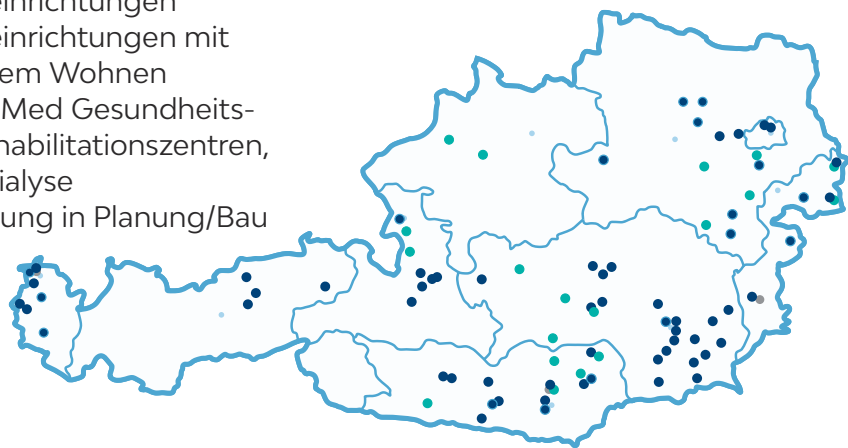 einrichtungen
einrichtungen mit
em Wohnen
Med Gesundheits-
habilitationszentren,
ialyse
ung in Planung/Bau